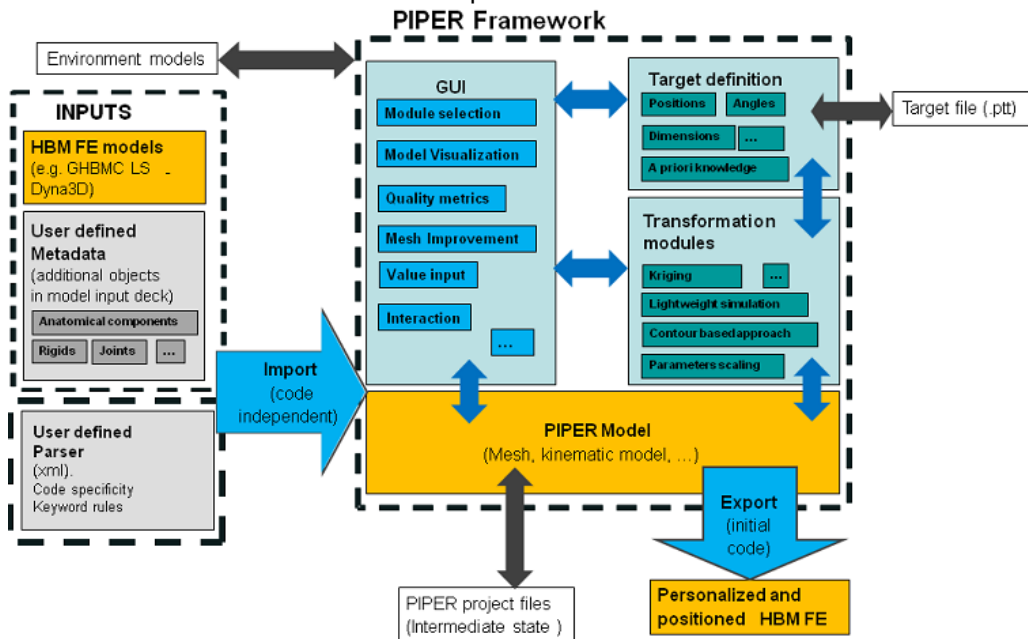 PIPER Framework
Environment models
INPUTS
HBM FE models
(e.g. GHBMC LS -
Dyna3D)
User defined
Metadata
(additional objects
in model input deck)
Anatomical components
Rigids
Joints
...
User defined
Parser
(xml).
Code specificity
Keyword rules
Import
(code
independent)
GUI
Module selection
Model Visualization
Quality metrics
Mesh Improvement
Value input
Interaction
...
Target definition
Positions
Angles
Dimensions
...
A priori knowledge
Target file (.ptt)
Transformation
modules
Kriging
...
Lightweight simulation
Contour based approach
Parameters scaling
PIPER Model
(Mesh, kinematic model, ...)
Export
(initial
code)
PIPER project files
(Intermediate state )
Personalized and
positioned HBM FE